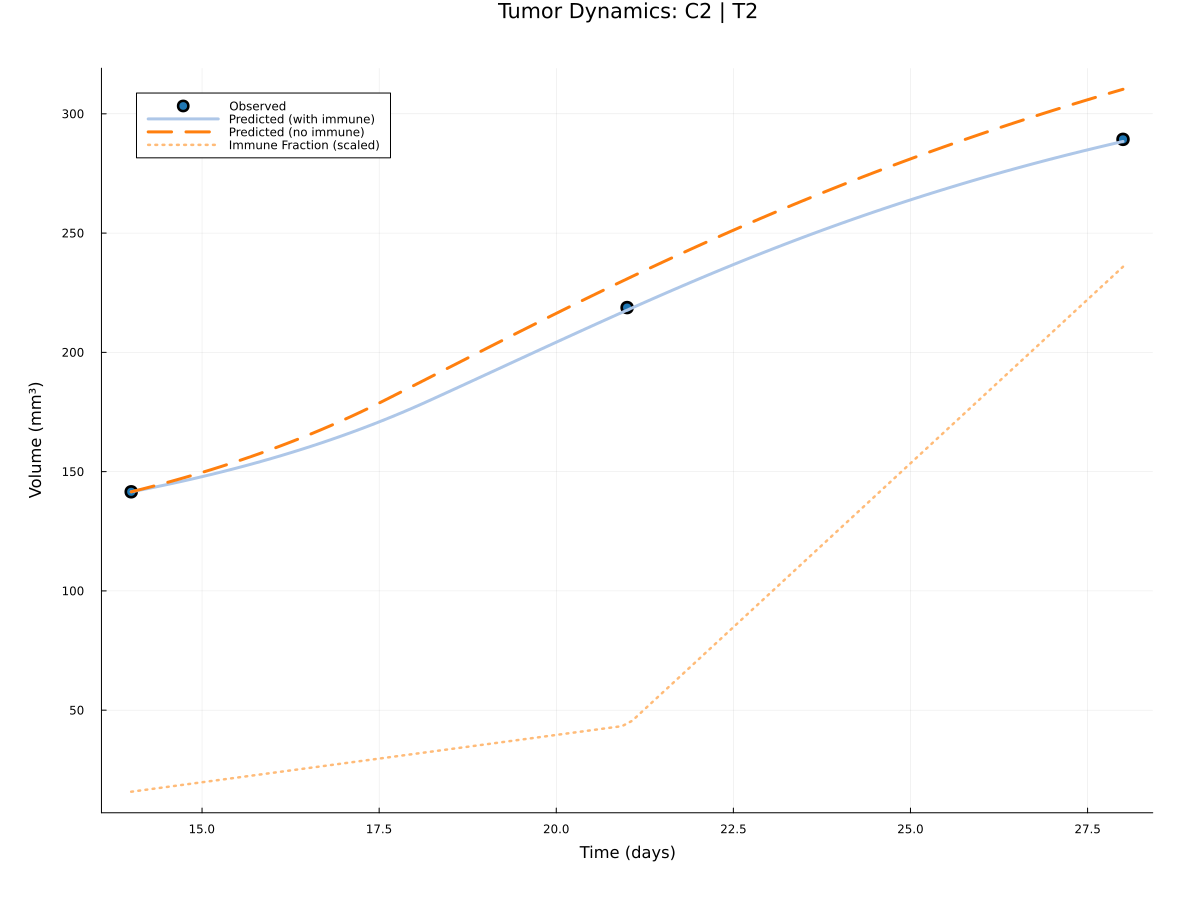 Tumor Dynamics: C2 | T2
Observed
Predicted (with immune)
Predicted (no immune)
Immune Fraction (scaled)
300
250
200
150
100
50
Volume (mm³)
15.0 17.5 20.0 22.5 25.0 27.5
Time (days)